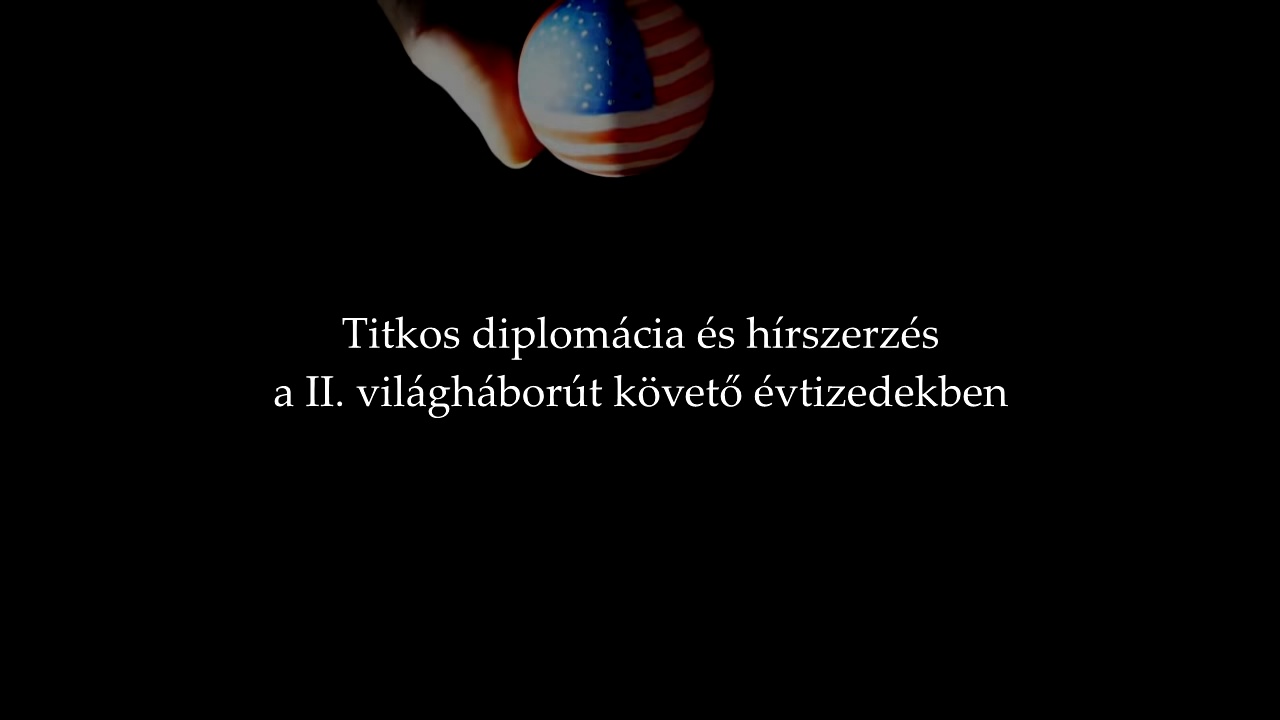 Titkos diplomácia és hírszerzés
a II. világháborút követő évtizedekben